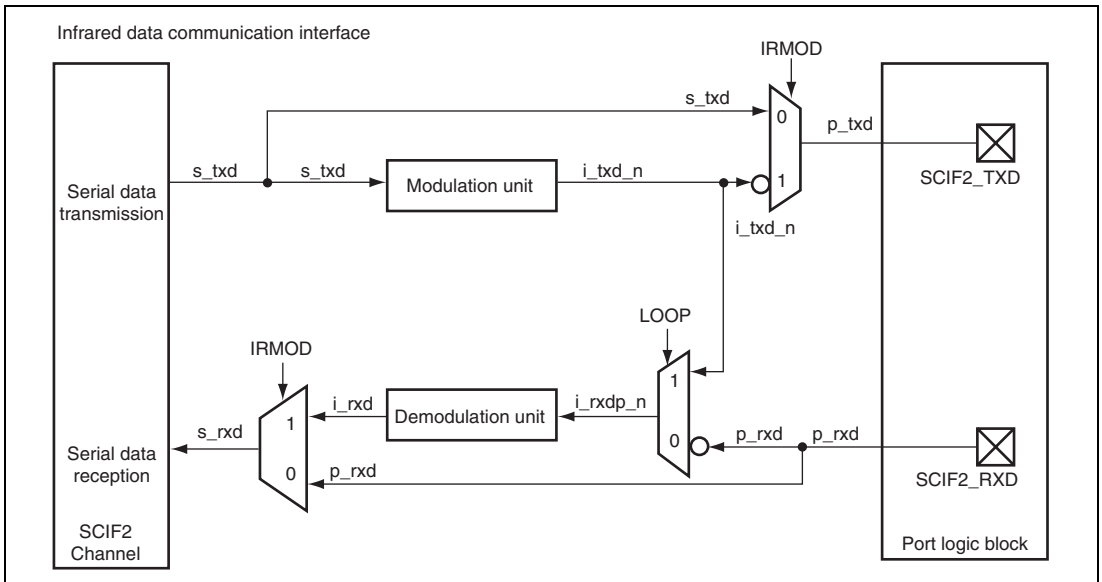 Infrared data communication interface
IRMOD
s_txd
0
p_txd
s_txd
s_txd
Modulation unit
i_txd_n
1
SCIF2_TXD
Serial data
transmission
i_txd_n
LOOP
IRMOD
1
i_rxd
Demodulation unit
i_rxdp_n
1
s_rxd
0
p_rxd
p_rxd
Serial data
reception
0
p_rxd
SCIF2_RXD
SCIF2
Channel
Port logic block